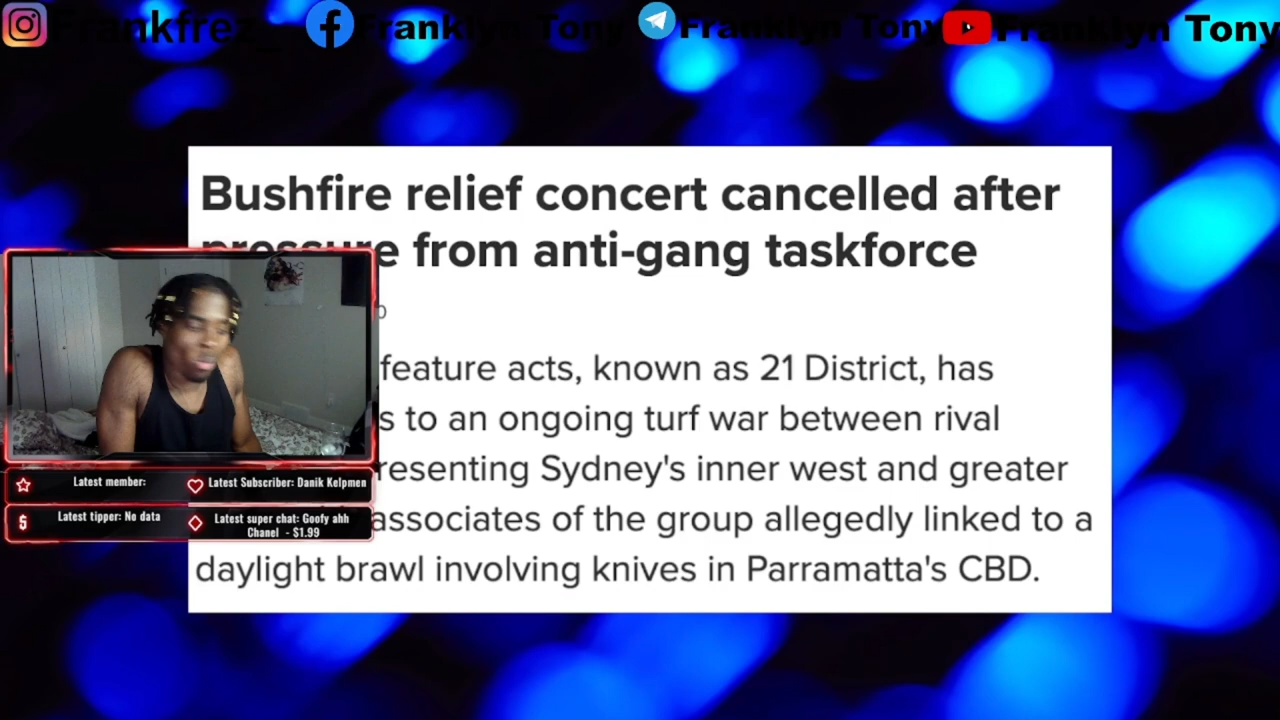 Frankfrez_
Franklyn Tony
Franklyn Tony
Franklyn Tony
Bushfire relief concert cancelled after
pressure from anti-gang taskforce
feature acts, known as 21 District, has
s to an ongoing turf war between rival
resenting Sydney's inner west and greater
associates of the group allegedly linked to a
daylight brawl involving knives in Parramatta's CBD.
Latest member:
Latest Subscriber: Danik Kelpmen
Latest tipper: No data
Latest super chat: Goofy ahh
Chanel - $1.99